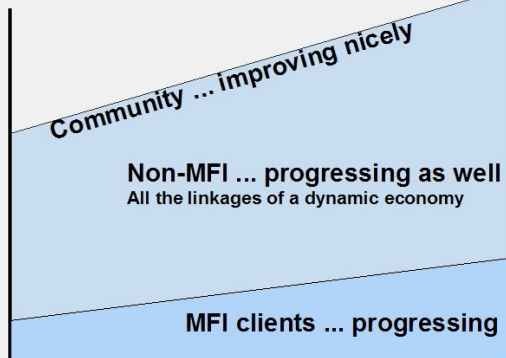 Community ... improving nicely
Non-MFI ... progressing as well
All the linkages of a dynamic economy
MFI clients ... progressing